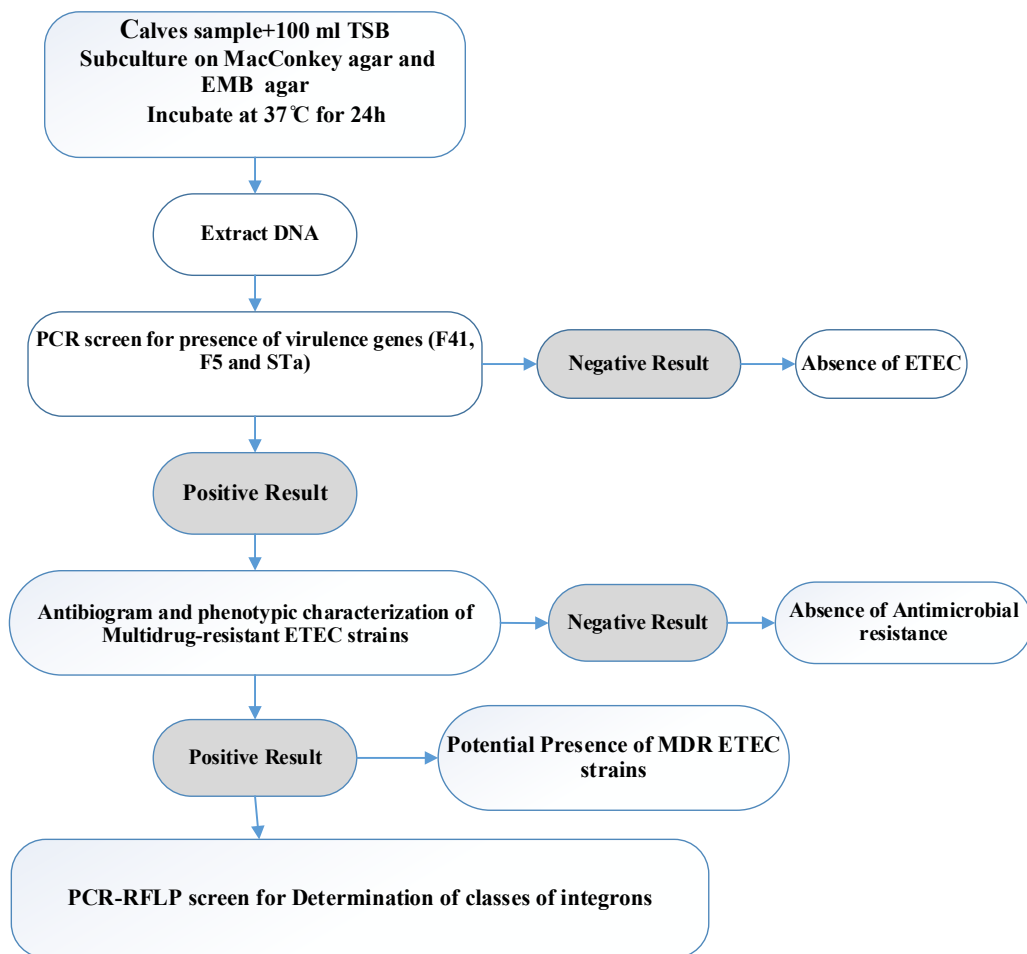 Calves sample+100 ml TSB
Subculture on MacConkey agar and
EMB agar
Incubate at 37℃ for 24h
Extract DNA
PCR screen for presence of virulence genes (F41,
F5 and STa)
Negative Result
Absence of ETEC
Positive Result
Antibiogram and phenotypic characterization of
Multidrug-resistant ETEC strains
Negative Result
Absence of Antimicrobial
resistance
Positive Result
Potential Presence of MDR ETEC
strains
PCR-RFLP screen for Determination of classes of integrons